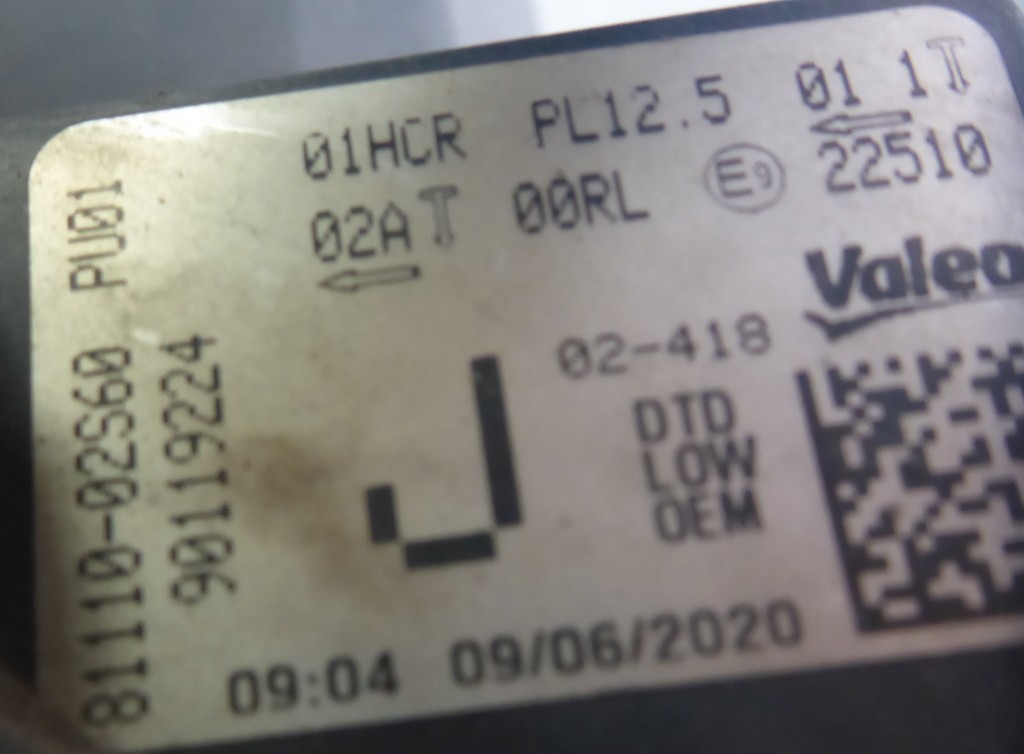 01HCR PL12.5 01 1
02A 00RL E9 22510
Valeo
02-418
DTD
LOW
OEM
J
09:04 09/06/2020
81110-02S60 PU01
90119224